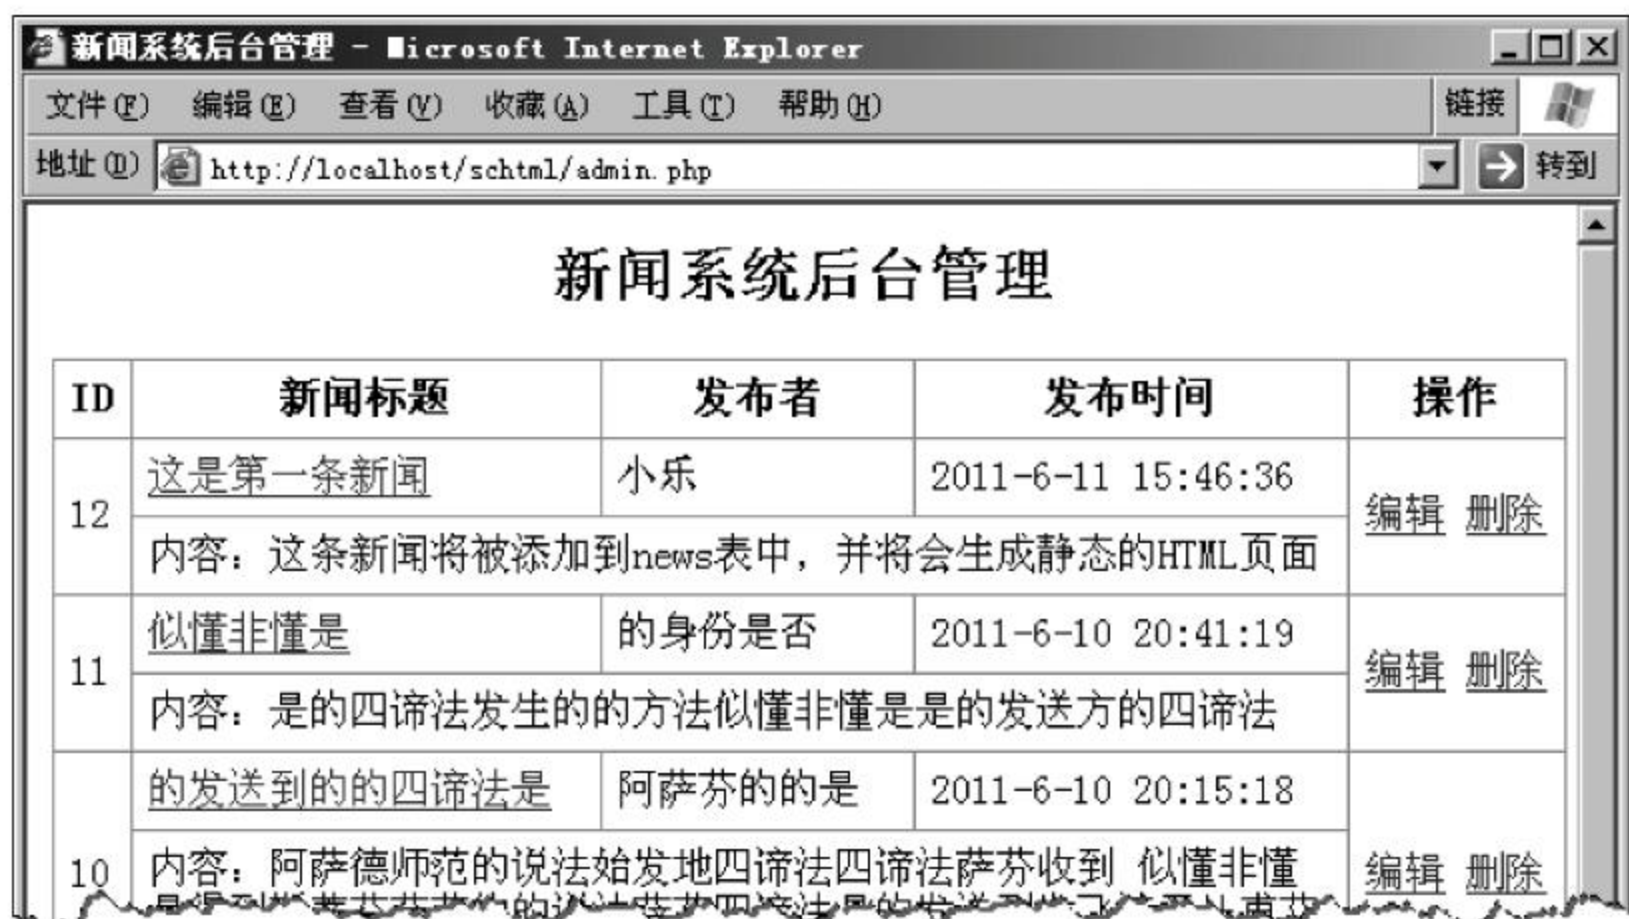 新闻系统后台管理 - Microsoft Internet Explorer
文件(F) 编辑(E) 查看(V) 收藏(A) 工具(T) 帮助(H) 链接
地址(D) http://localhost/schtml/admin.php 转到
新闻系统后台管理
ID 新闻标题 发布者 发布时间 操作
12 这是第一条新闻 小乐 2011-6-11 15:46:36 编辑 删除
内容：这条新闻将被添加到news表中，并将会生成静态的HTML页面
11 似懂非懂是 的身份是否 2011-6-10 20:41:19 编辑 删除
内容：是的四谛法发生的的方法似懂非懂是是的发送方的四谛法
10 的发送到的的四谛法是 阿萨芬的的是 2011-6-10 20:15:18 编辑 删除
内容：阿萨德师范的说法始发地四谛法四谛法萨芬收到 似懂非懂